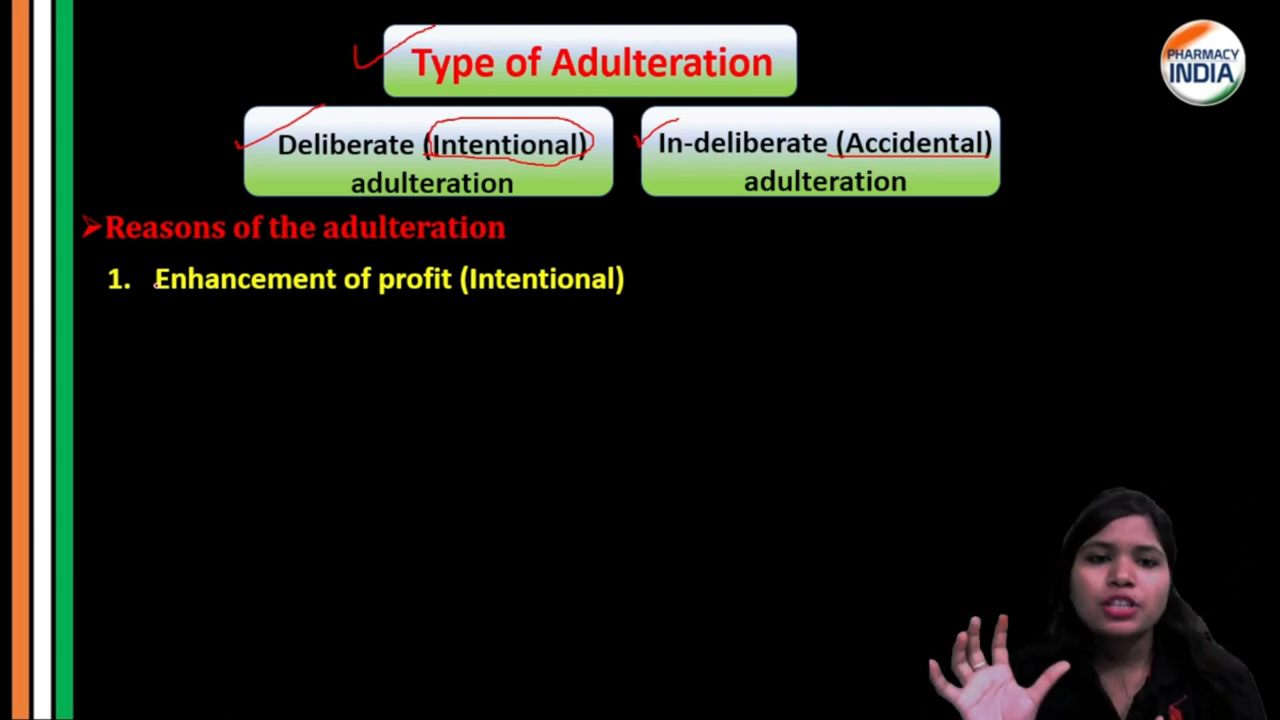 Type of Adulteration
PHARMACY
INDIA
Deliberate (Intentional)
adulteration
In-deliberate (Accidental)
adulteration
➢Reasons of the adulteration
1. Enhancement of profit (Intentional)